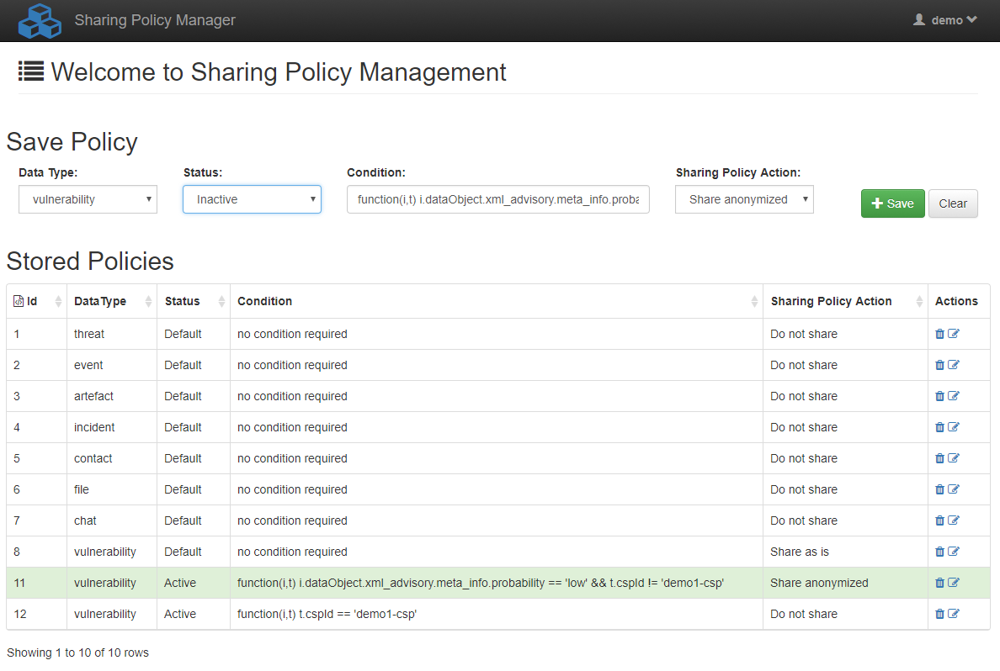 Sharing Policy Manager demo
Welcome to Sharing Policy Management
Save Policy
Data Type: Status: Condition: Sharing Policy Action:
vulnerability Inactive function(i,t) i.dataObject.xml_advisory.meta_info.proba Share anonymized Save Clear
Stored Policies
Id DataType Status Condition Sharing Policy Action Actions
1 threat Default no condition required Do not share
2 event Default no condition required Do not share
3 artefact Default no condition required Do not share
4 incident Default no condition required Do not share
5 contact Default no condition required Do not share
6 file Default no condition required Do not share
7 chat Default no condition required Do not share
8 vulnerability Default no condition required Share as is
11 vulnerability Active function(i,t) i.dataObject.xml_advisory.meta_info.probability == 'low' && t.cspId != 'demo1-csp' Share anonymized
12 vulnerability Active function(i,t) t.cspId == 'demo1-csp' Do not share
Showing 1 to 10 of 10 rows